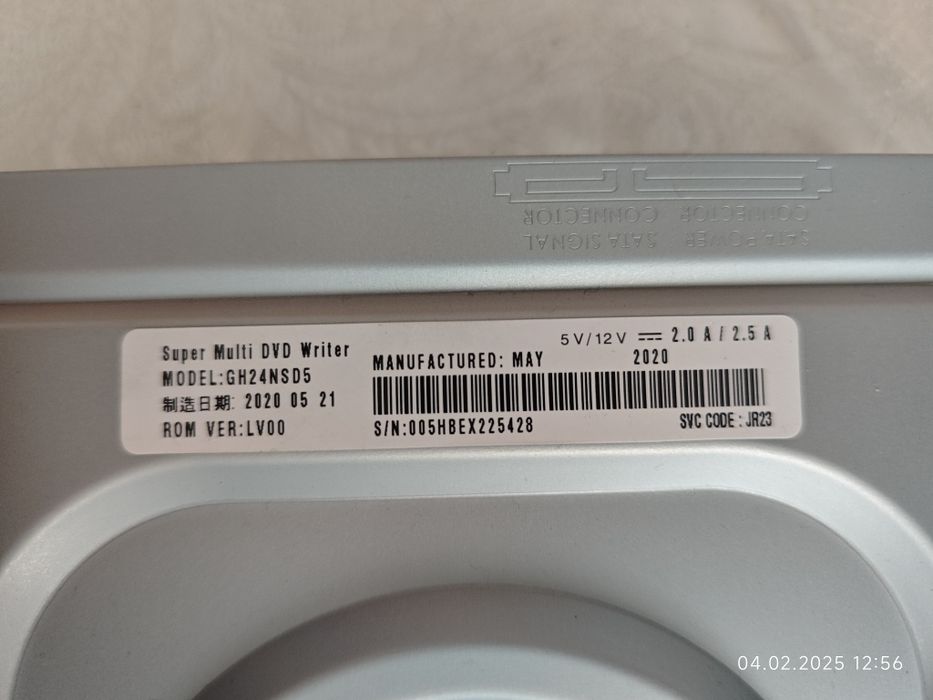 SATA POWER CONNECTOR
SATA SIGNAL CONNECTOR
Super Multi DVD Writer
MODEL:GH24NSD5
制造日期: 2020 05 21
ROM VER:LV00
5V/12V ⎓ 2.0 A / 2.5 A
MANUFACTURED: MAY 2020
S/N:005HBEX225428
SVC CODE : JR23
04.02.2025 12:56